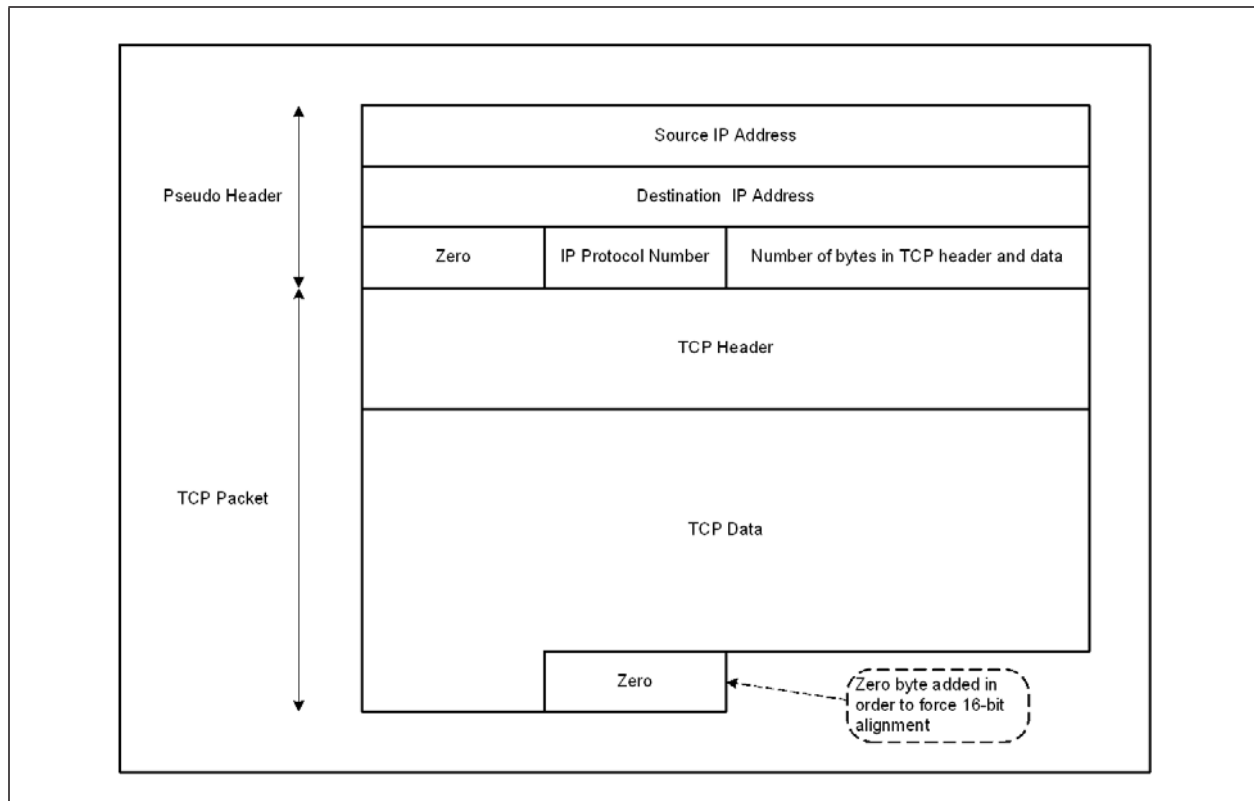 Source IP Address
Pseudo Header
Destination IP Address
Zero
IP Protocol Number
Number of bytes in TCP header and data
TCP Header
TCP Packet
TCP Data
Zero
Zero byte added in
order to force 16-bit
alignment